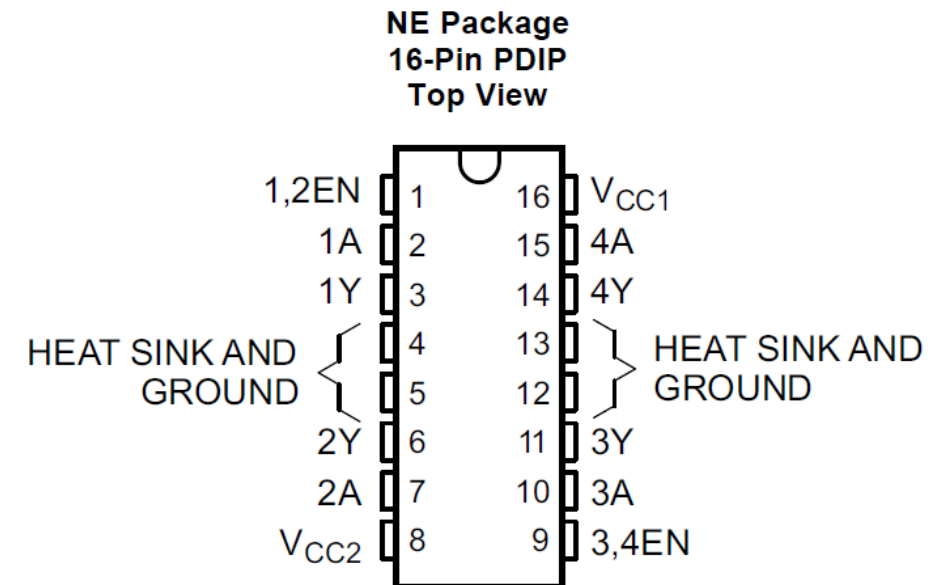 NE Package
16-Pin PDIP
Top View
1,2EN 1 16 VCC1
1A 2 15 4A
1Y 3 14 4Y
HEAT SINK AND 4 13 HEAT SINK AND
GROUND 5 12 GROUND
2Y 6 11 3Y
2A 7 10 3A
VCC2 8 9 3,4EN